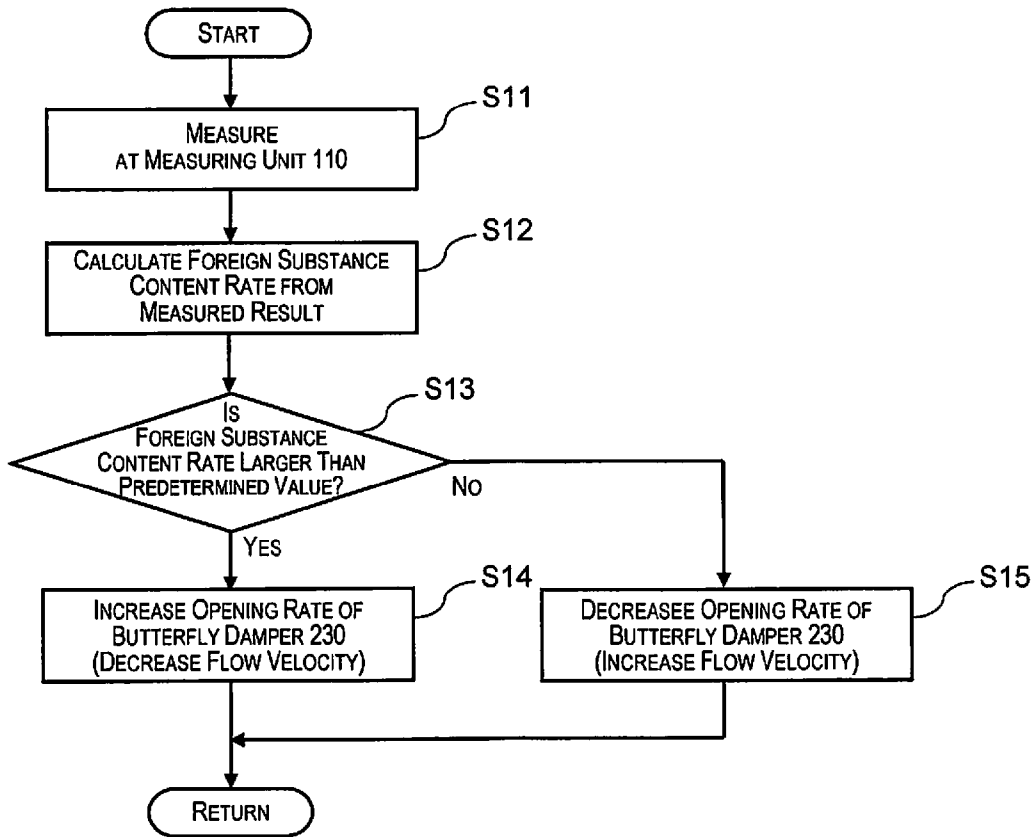 START
S11
MEASURE
AT MEASURING UNIT 110
S12
CALCULATE FOREIGN SUBSTANCE
CONTENT RATE FROM
MEASURED RESULT
S13
IS
FOREIGN SUBSTANCE
CONTENT RATE LARGER THAN
PREDETERMINED VALUE?
NO
YES
S14
INCREASE OPENING RATE OF
BUTTERFLY DAMPER 230
(DECREASE FLOW VELOCITY)
S15
DECREASEE OPENING RATE OF
BUTTERFLY DAMPER 230
(INCREASE FLOW VELOCITY)
RETURN